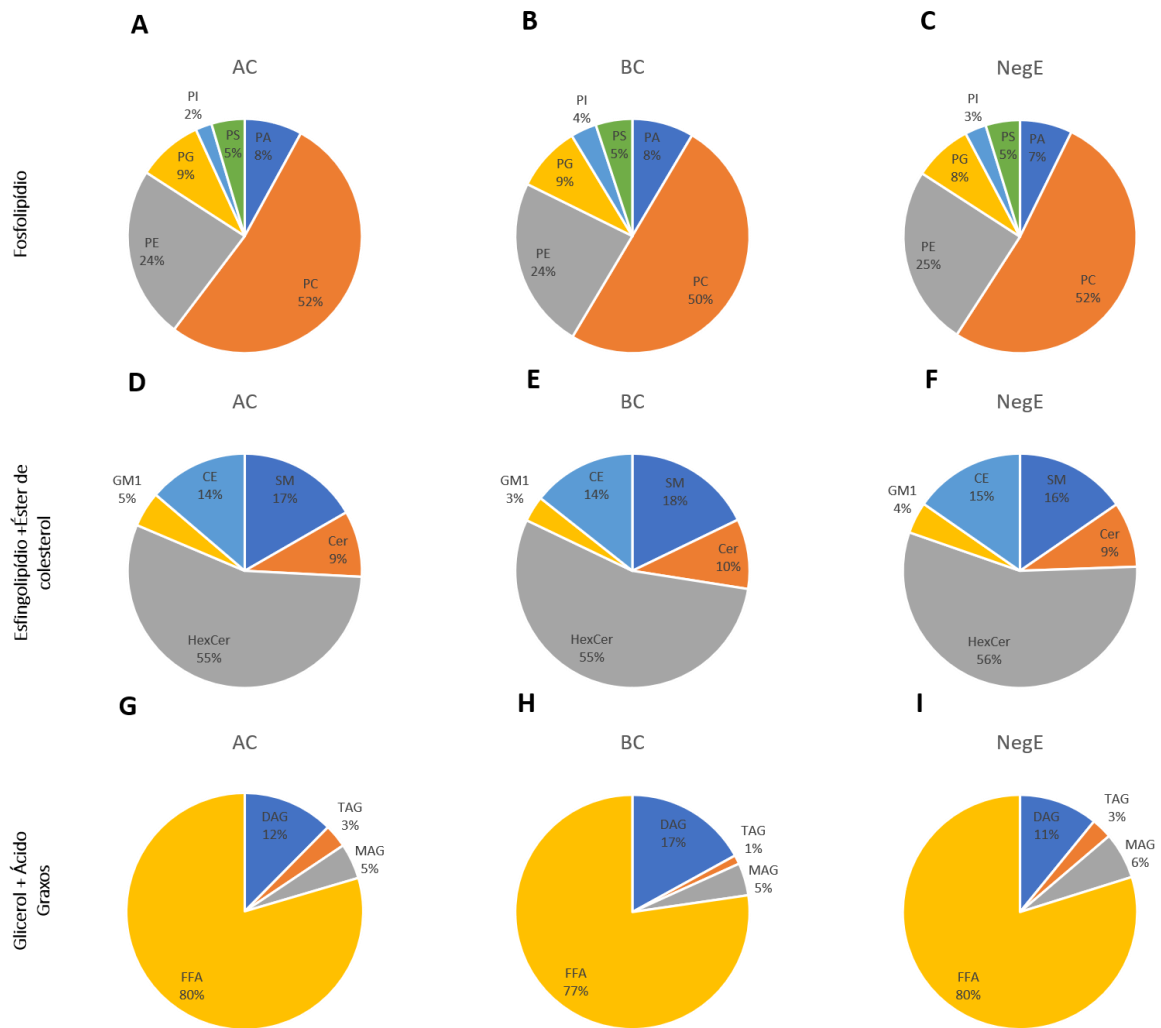 A
B
C
AC
BC
NegE
Fosfolipídio
PI
2%
PS
5%
PA
8%
PG
9%
PE
24%
PC
52%
PI
4%
PS
5%
PA
8%
PG
9%
PE
24%
PC
50%
PI
3%
PS
5%
PA
7%
PG
8%
PE
25%
PC
52%
D
E
F
AC
BC
NegE
Esfingolipídio +Éster de
colesterol
GM1
5%
CE
14%
SM
17%
Cer
9%
HexCer
55%
GM1
3%
CE
14%
SM
18%
Cer
10%
HexCer
55%
GM1
4%
CE
15%
SM
16%
Cer
9%
HexCer
56%
G
H
I
AC
BC
NegE
Glicerol + Ácido
Graxos
DAG
12%
TAG
3%
MAG
5%
FFA
80%
DAG
17%
TAG
1%
MAG
5%
FFA
77%
DAG
11%
TAG
3%
MAG
6%
FFA
80%